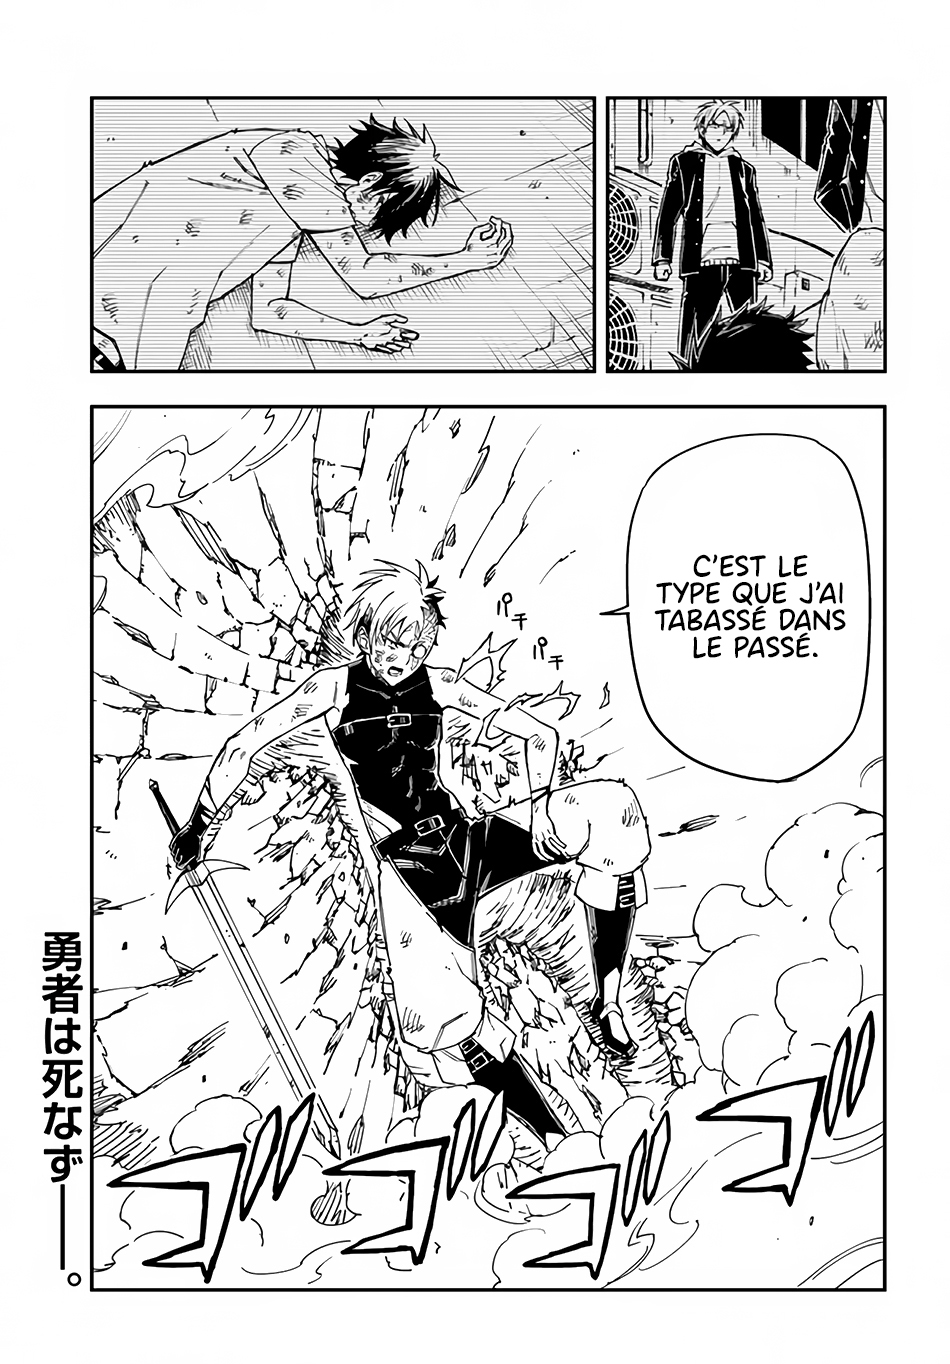 C'EST LE
TYPE QUE J'AI
TABASSÉ DANS
LE PASSÉ.
パチ
パチ
ゴゴゴゴ
勇者は死なず――。